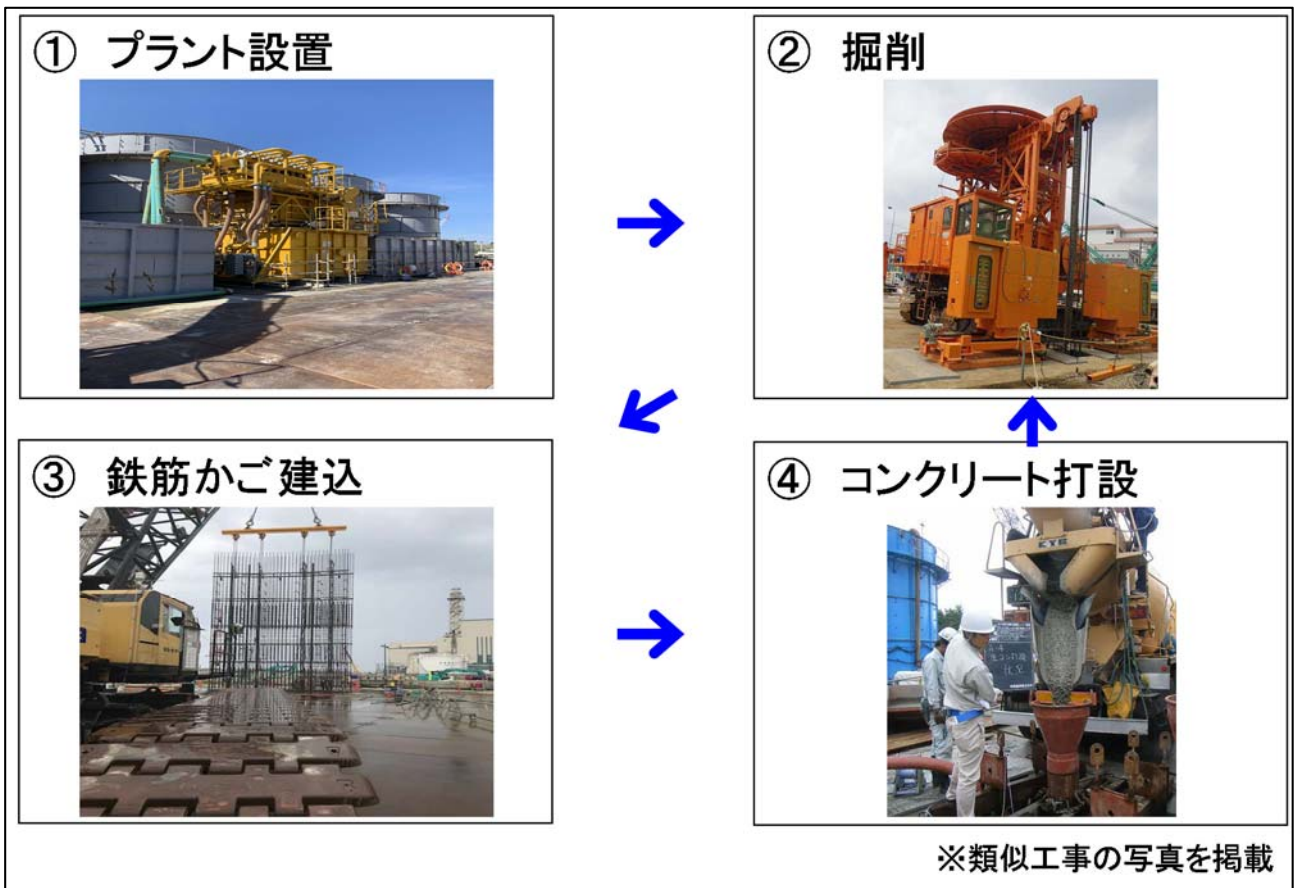 ① プラント設置
② 掘削
③ 鉄筋かご建込
④ コンクリート打設
KYB
※類似工事の写真を掲載